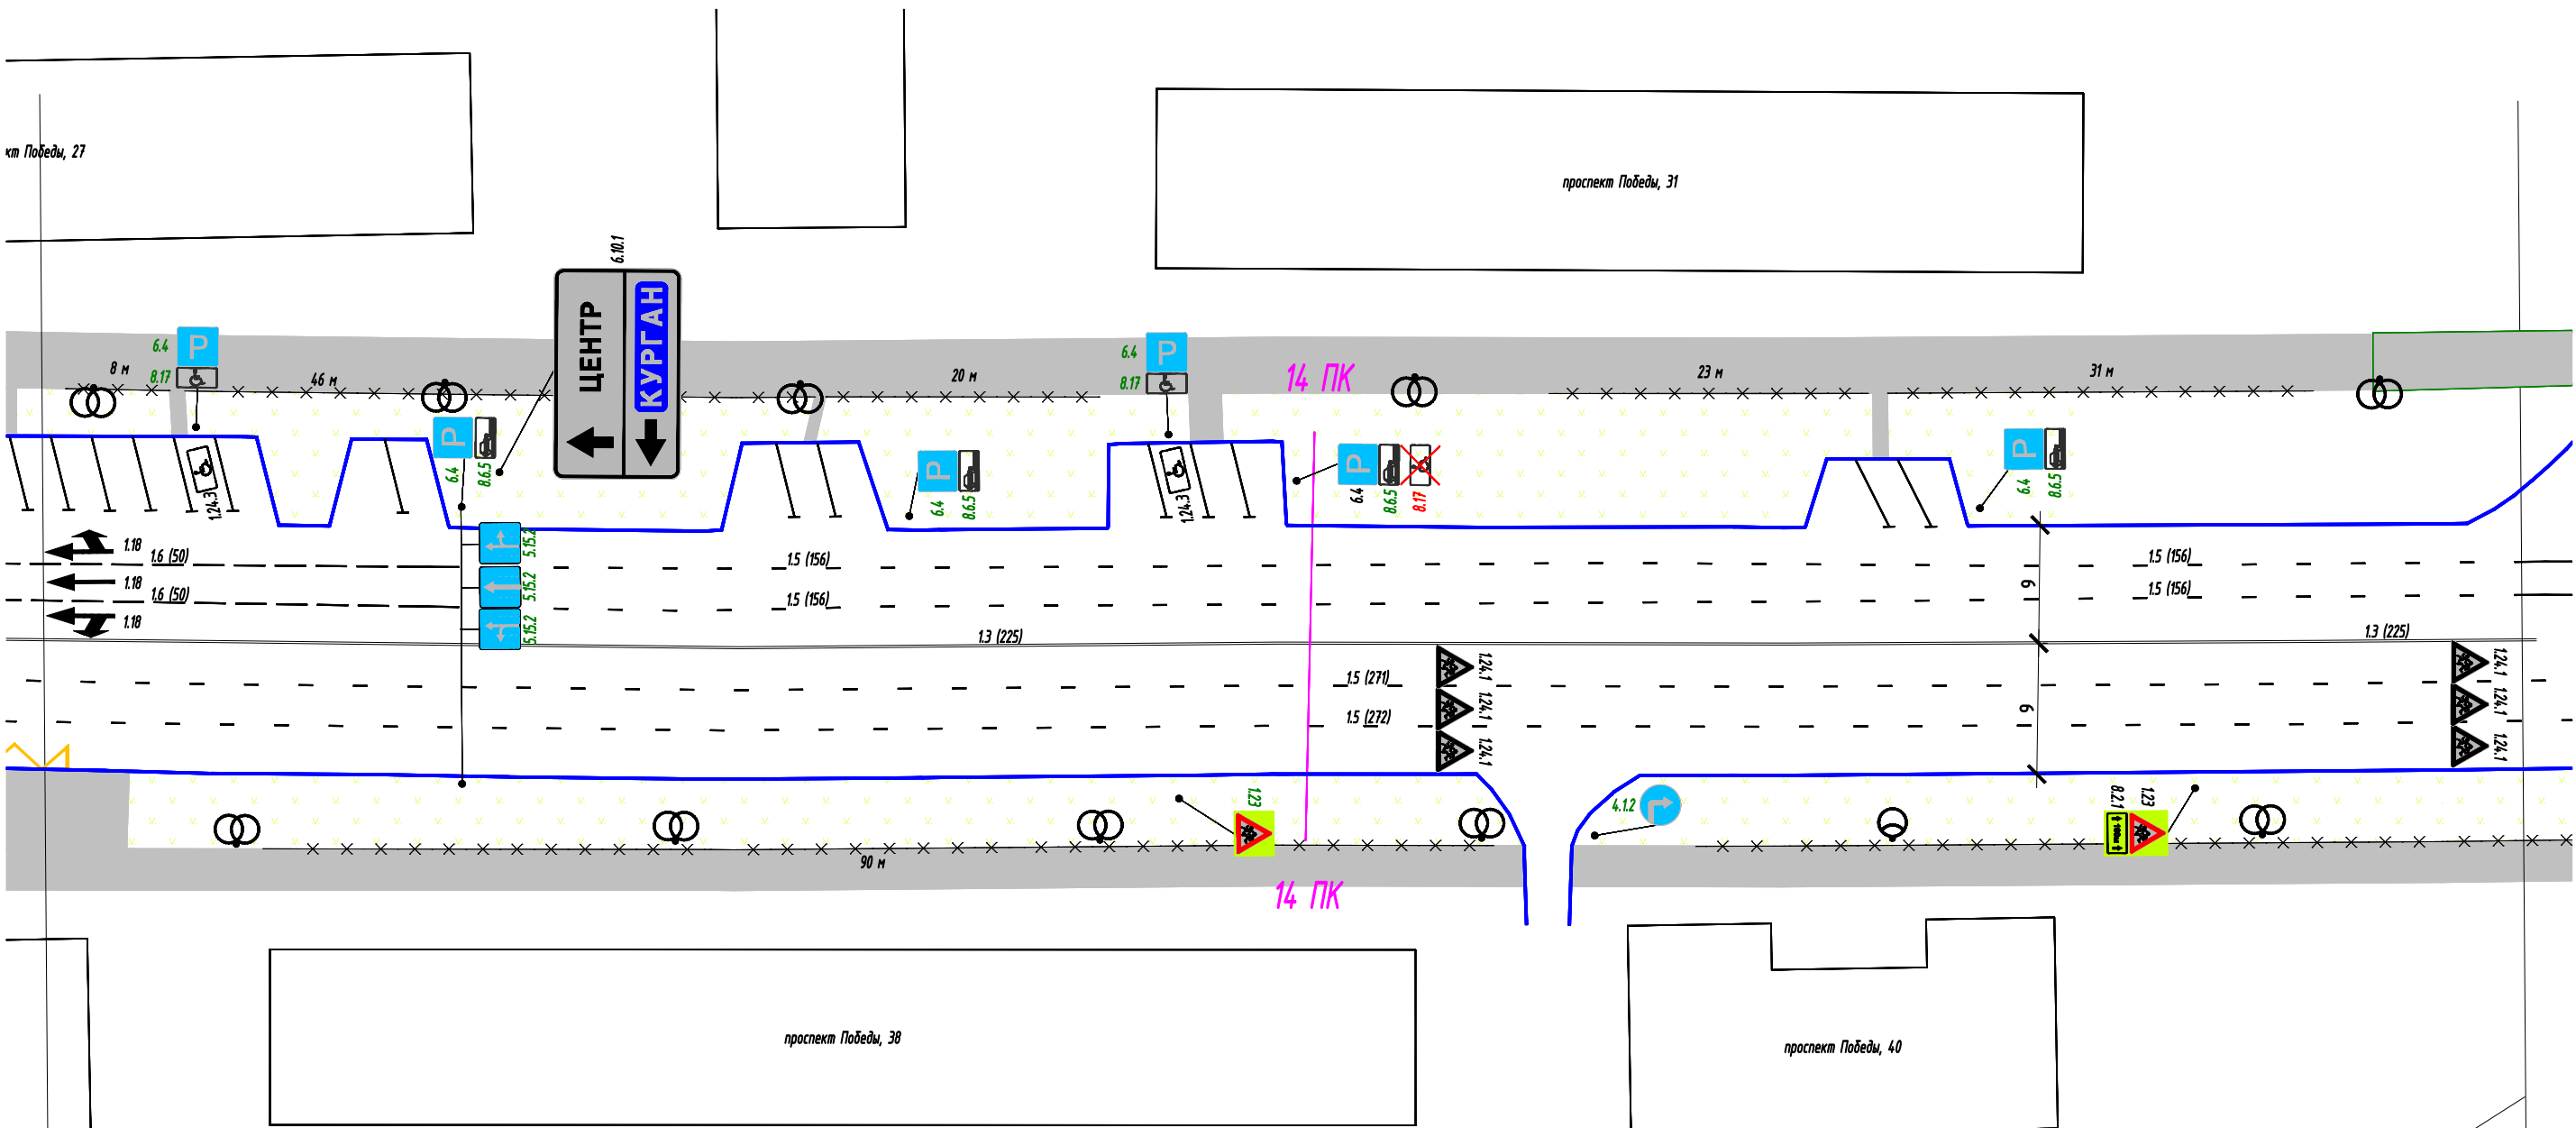 кт Победы, 27
проспект Победы, 31
6.10.1
ЦЕНТР
КУРГАН
6.4
P
8.17
8 м
46 м
20 м
6.4
P
8.17
14 ПК
23 м
31 м
P
6.4
8.6.5
P
6.4
8.6.5
P
6.4
8.6.5
8.17
P
6.4
8.6.5
1.24.3
1.24.3
1.18
1.6 (50)
1.18
1.6 (50)
1.18
5.15.2
5.15.2
5.15.2
1.5 (156)
1.5 (156)
1.5 (156)
1.5 (156)
9
1.3 (225)
1.3 (225)
1.5 (271)
1.5 (272)
1.24.1
1.24.1
1.24.1
9
1.24.1
1.24.1
1.24.1
1.23
4.1.2
8.2.1
1.23
90 м
14 ПК
проспект Победы, 38
проспект Победы, 40